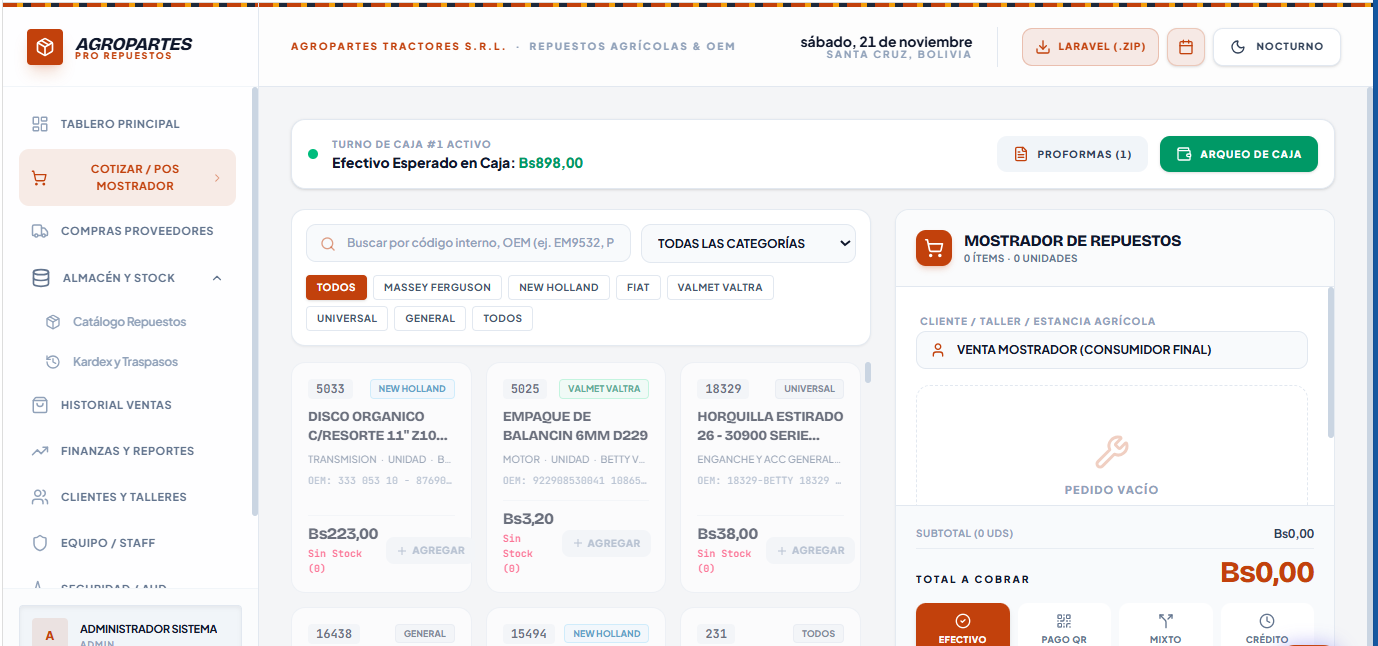 AGROPARTES
PRO REPUESTOS
AGROPARTES TRACTORES S.R.L. · REPUESTOS AGRÍCOLAS & OEM
sábado, 21 de noviembre
SANTA CRUZ, BOLIVIA
LARAVEL (.ZIP)
NOCTURNO
TABLERO PRINCIPAL
COTIZAR / POS
MOSTRADOR
COMPRAS PROVEEDORES
ALMACÉN Y STOCK
Catálogo Repuestos
Kardex y Traspasos
HISTORIAL VENTAS
FINANZAS Y REPORTES
CLIENTES Y TALLERES
EQUIPO / STAFF
SEGURIDAD / AUD
A
ADMINISTRADOR SISTEMA
ADMIN
TURNO DE CAJA #1 ACTIVO
Efectivo Esperado en Caja: Bs898,00
PROFORMAS (1)
ARQUEO DE CAJA
Buscar por código interno, OEM (ej. EM9532, P
TODAS LAS CATEGORÍAS
TODOS
MASSEY FERGUSON
NEW HOLLAND
FIAT
VALMET VALTRA
UNIVERSAL
GENERAL
TODOS
5033
NEW HOLLAND
DISCO ORGANICO
C/RESORTE 11" Z10...
TRANSMISION · UNIDAD · B...
OEM: 333 053 10 - 87690...
Bs223,00
Sin Stock
(0)
+ AGREGAR
5025
VALMET VALTRA
EMPAQUE DE
BALANCIN 6MM D229
MOTOR · UNIDAD · BETTY V...
OEM: 922908530041 10865...
Bs3,20
Sin
Stock
(0)
+ AGREGAR
18329
UNIVERSAL
HORQUILLA ESTIRADO
26 - 30900 SERIE...
ENGANCHE Y ACC GENERAL...
OEM: 18329-BETTY 18329 ...
Bs38,00
Sin Stock
(0)
+ AGREGAR
16438
GENERAL
15494
NEW HOLLAND
231
TODOS
MOSTRADOR DE REPUESTOS
0 ÍTEMS · 0 UNIDADES
CLIENTE / TALLER / ESTANCIA AGRÍCOLA
VENTA MOSTRADOR (CONSUMIDOR FINAL)
PEDIDO VACÍO
SUBTOTAL (0 UDS)
Bs0,00
TOTAL A COBRAR
Bs0,00
EFECTIVO
PAGO QR
MIXTO
CRÉDITO